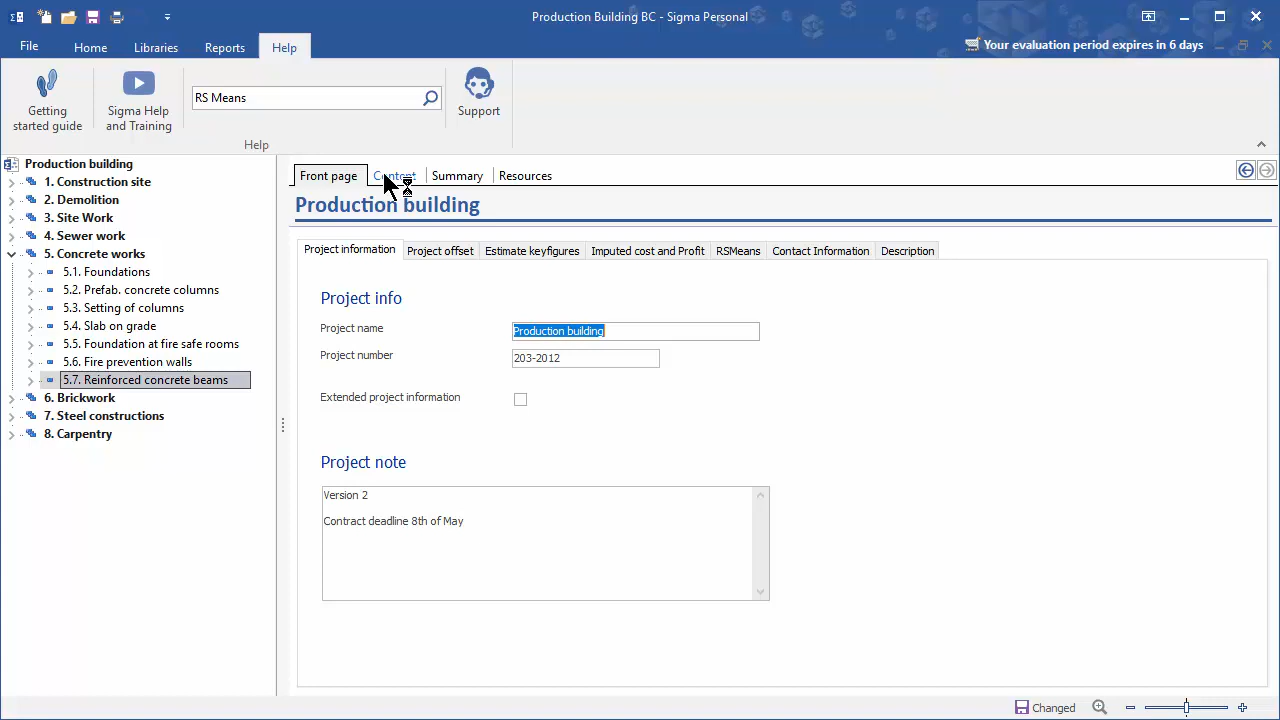 Production Building BC - Sigma Personal
File
Home
Libraries
Reports
Help
Your evaluation period expires in 6 days
Getting started guide
Sigma Help and Training
RS Means
Support
Help
Production building
1. Construction site
2. Demolition
3. Site Work
4. Sewer work
5. Concrete works
5.1. Foundations
5.2. Prefab. concrete columns
5.3. Setting of columns
5.4. Slab on grade
5.5. Foundation at fire safe rooms
5.6. Fire prevention walls
5.7. Reinforced concrete beams
6. Brickwork
7. Steel constructions
8. Carpentry
Front page
Content
Summary
Resources
Production building
Project information
Project offset
Estimate keyfigures
Imputed cost and Profit
RSMeans
Contact Information
Description
Project info
Project name
Production building
Project number
203-2012
Extended project information
Project note
Version 2
Contract deadline 8th of May
Changed